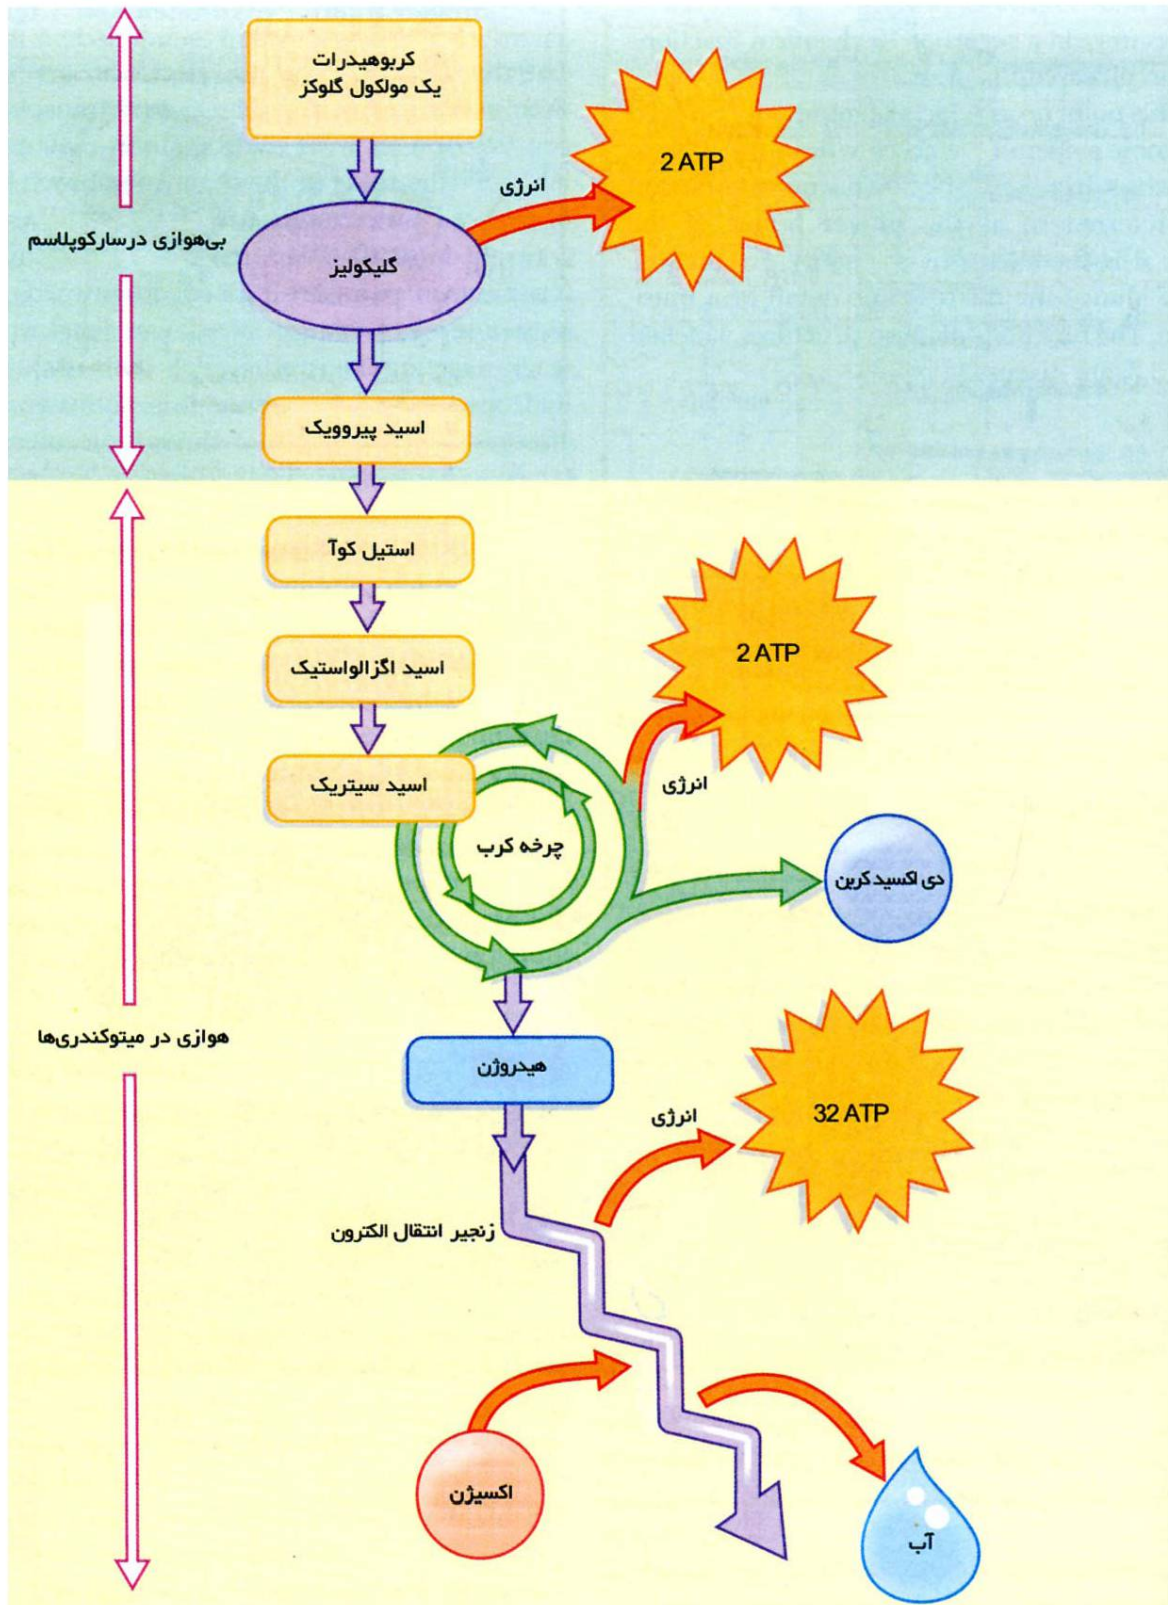 کربوهیدرات
یک مولکول گلوکز
2 ATP
انرژی
بی‌هوازی درسارکوپلاسم
گلیکولیز
اسید پیروویک
استیل کوآ
اسید اگزالواستیک
2 ATP
اسید سیتریک
انرژی
چرخه کرب
دی اکسید کربن
هوازی در میتوکندری‌ها
هیدروژن
انرژی
32 ATP
زنجیر انتقال الکترون
اکسیژن
آب